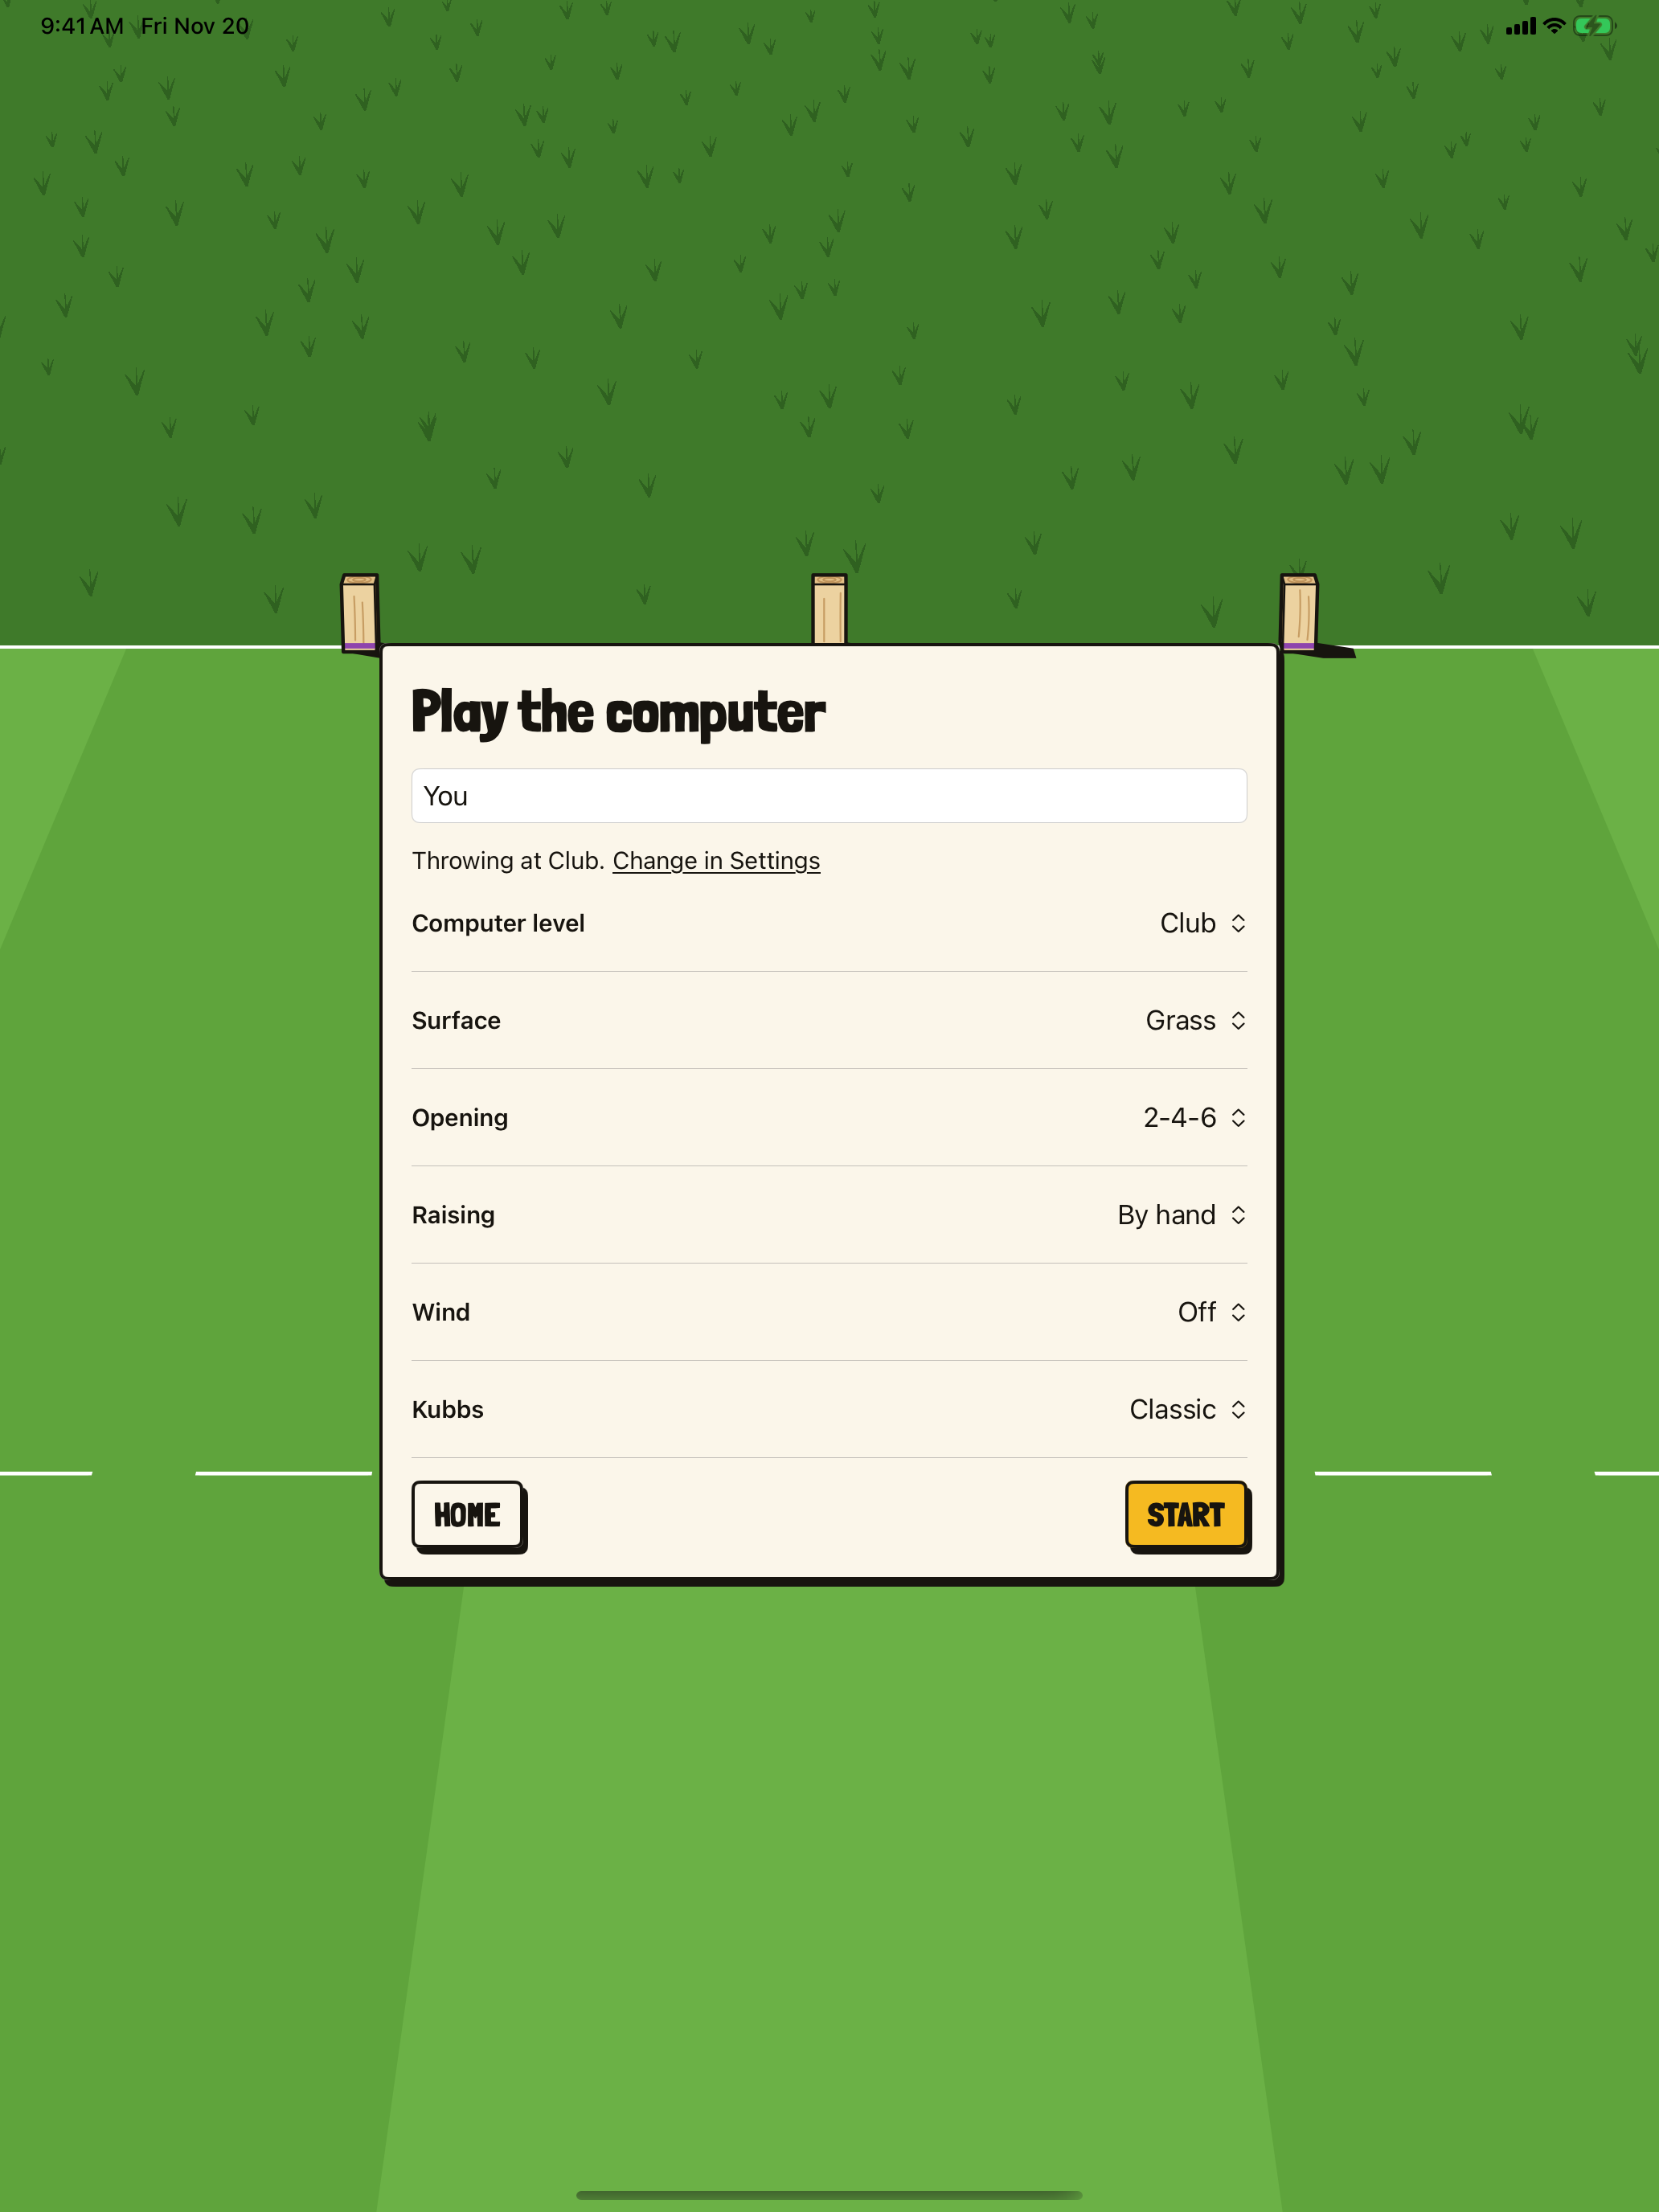 9:41 AM Fri Nov 20
Play the computer
You
Throwing at Club. Change in Settings
Computer level Club
Surface Grass
Opening 2-4-6
Raising By hand
Wind Off
Kubbs Classic
HOME START